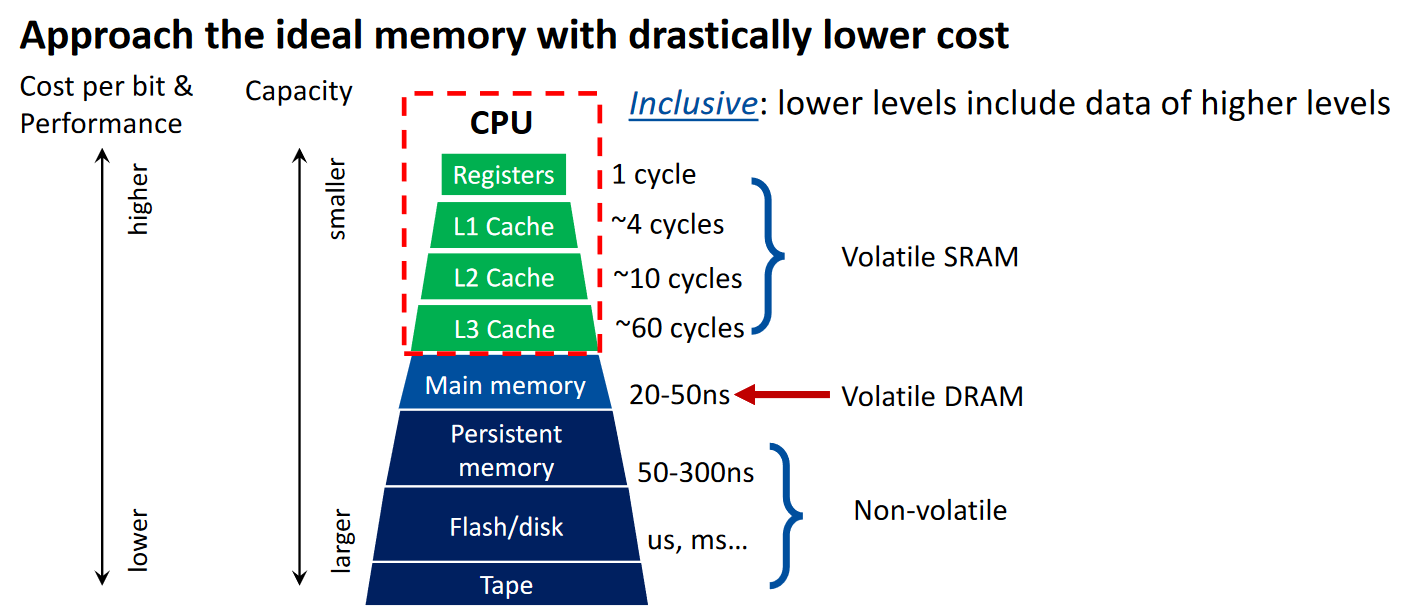 Approach the ideal memory with drastically lower cost
Cost per bit &
Performance
Capacity
higher
lower
smaller
larger
CPU
Inclusive: lower levels include data of higher levels
Registers
1 cycle
L1 Cache
~4 cycles
L2 Cache
~10 cycles
L3 Cache
~60 cycles
Volatile SRAM
Main memory
20-50ns
Volatile DRAM
Persistent
memory
50-300ns
Flash/disk
us, ms...
Non-volatile
Tape